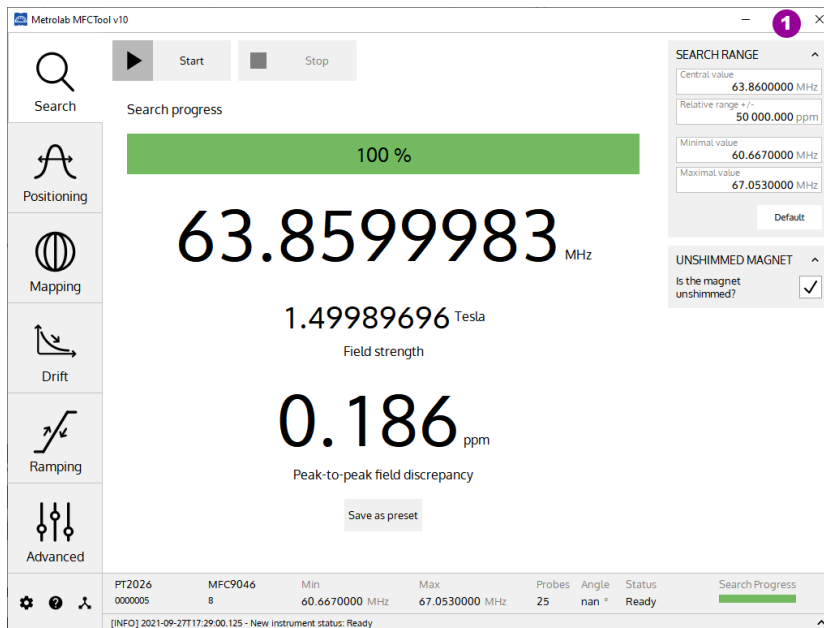 Metrolab MFCTool v10
1
Search
Positioning
Mapping
Drift
Ramping
Advanced
Start
Stop
Search progress
100 %
63.8599983 MHz
1.49989696 Tesla
Field strength
0.186 ppm
Peak-to-peak field discrepancy
Save as preset
SEARCH RANGE
Central value
63.8600000 MHz
Relative range +/-
50 000.000 ppm
Minimal value
60.6670000 MHz
Maximal value
67.0530000 MHz
Default
UNSHIMMED MAGNET
Is the magnet
unshimmed?
PT2026 MFC9046 Min Max Probes Angle Status Search Progress
0000005 8 60.6670000 MHz 67.0530000 MHz 25 nan ° Ready
[INFO] 2021-09-27T17:29:00.125 - New instrument status: Ready